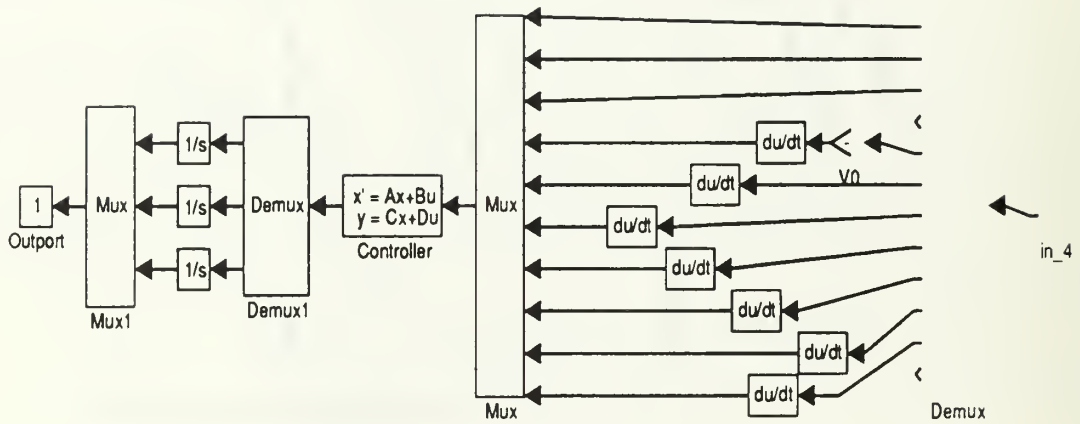 du/dt
-
V0
du/dt
1/s
x' = Ax+Bu
1
Mux
1/s
Demux
y = Cx+Du
Mux
du/dt
Outport
Controller
in_4
1/s
du/dt
Mux1
Demux1
du/dt
du/dt
du/dt
Mux
Demux